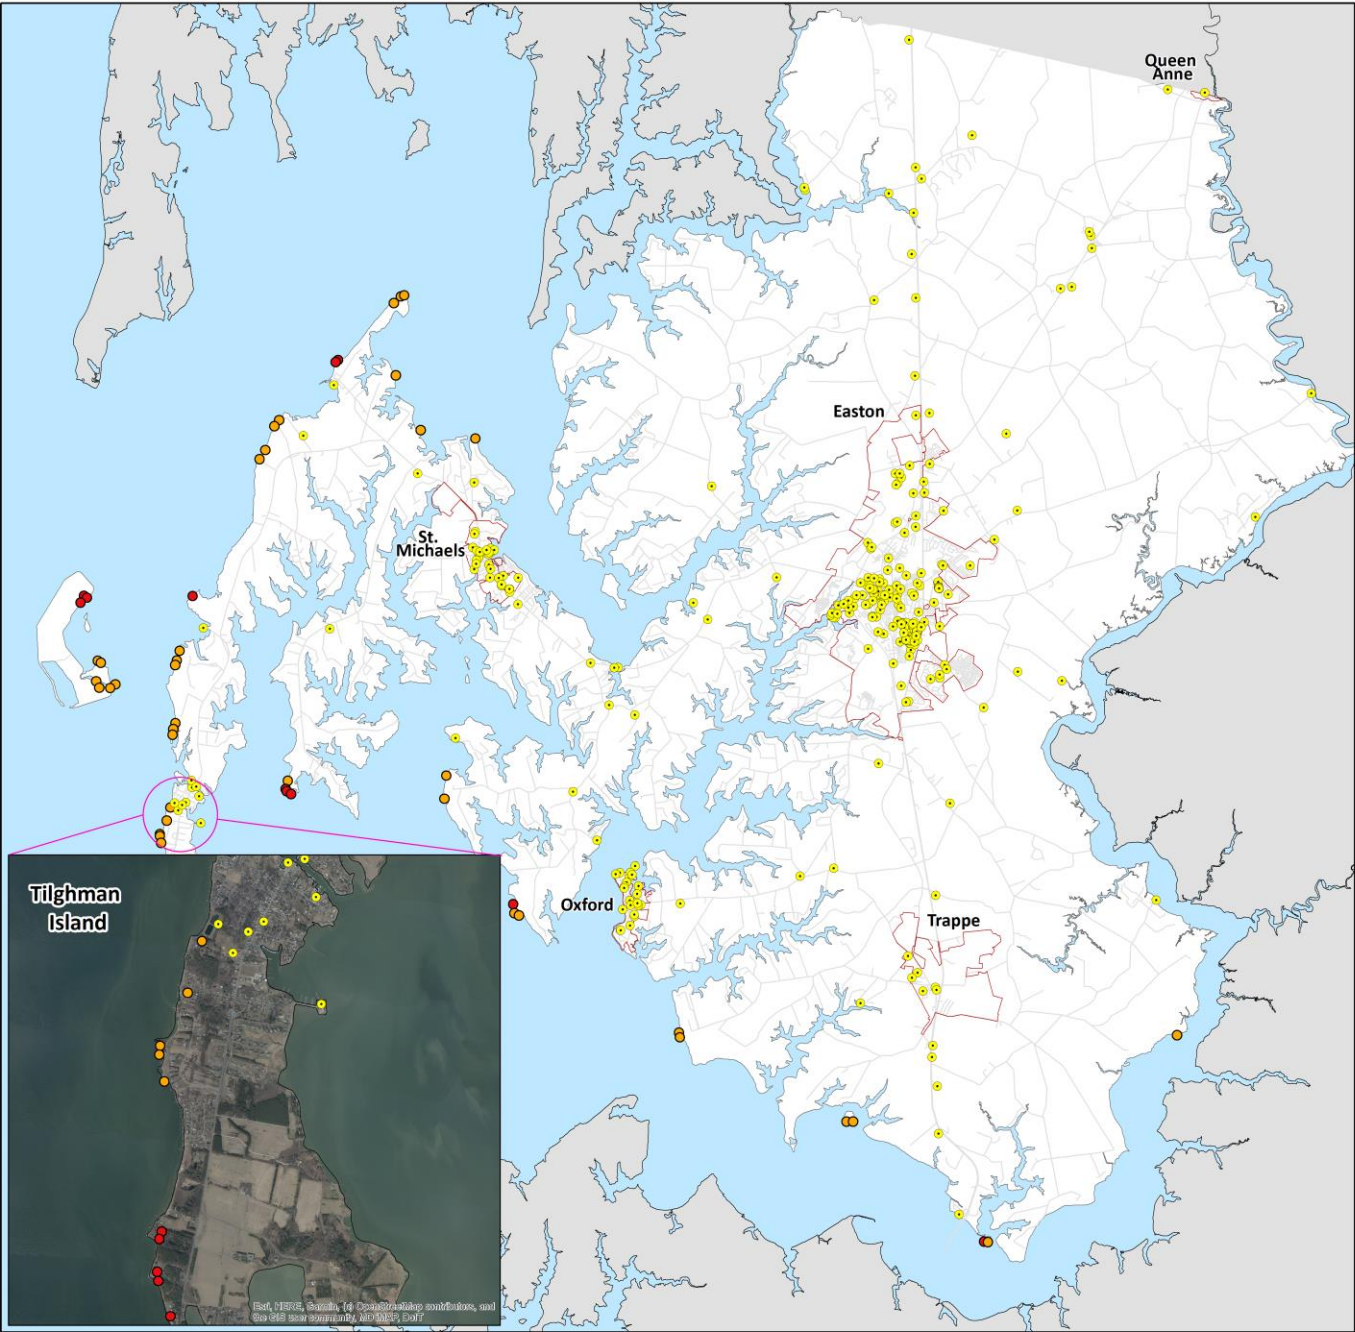 Queen
Anne
Easton
St.
Michaels
Oxford
Trappe
Tilghman
Island
Esri, HERE, Garmin, (c) OpenStreetMap contributors, and
the GIS user community, MD iMAP, DoIT